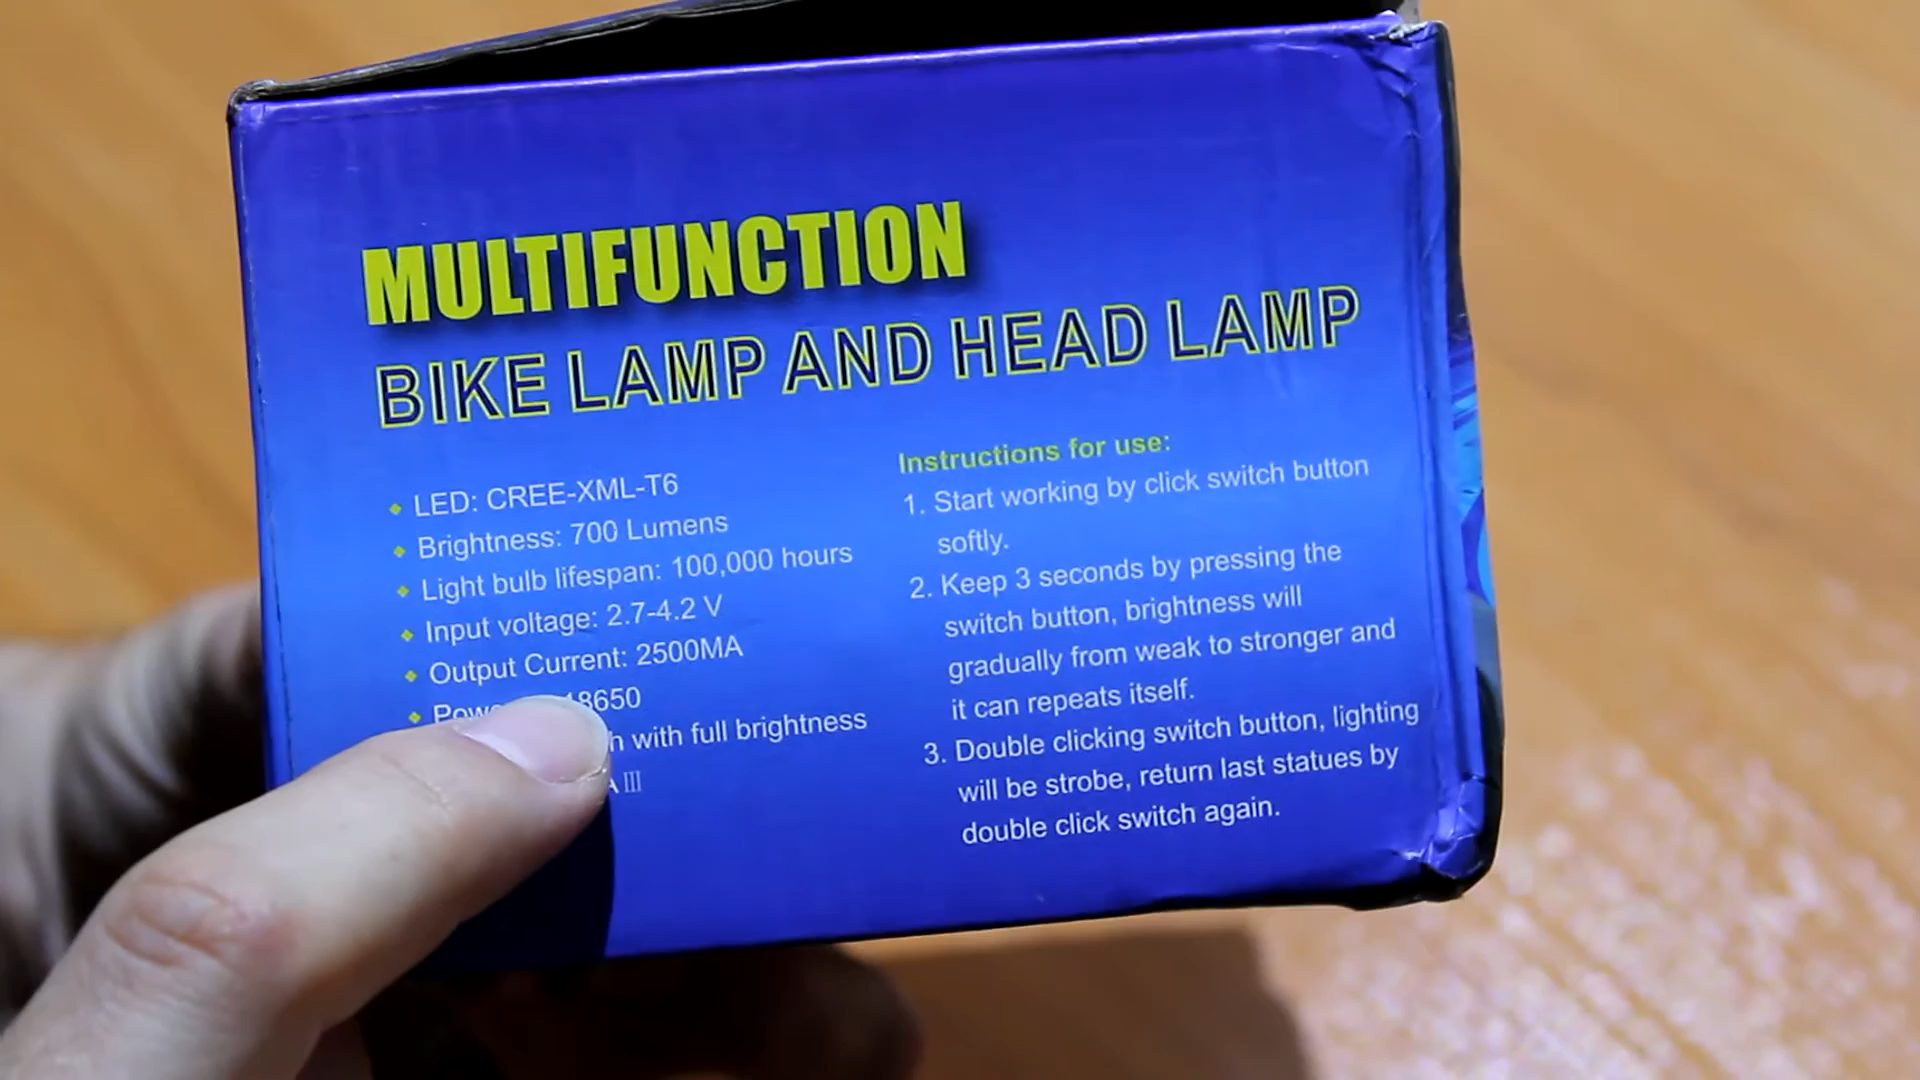 MULTIFUNCTION
BIKE LAMP AND HEAD LAMP
LED: CREE-XML-T6
Brightness: 700 Lumens
Light bulb lifespan: 100,000 hours
Input voltage: 2.7-4.2 V
Output Current: 2500MA
18650
with full brightness
III
Instructions for use:
1. Start working by click switch button
softly.
2. Keep 3 seconds by pressing the
switch button, brightness will
gradually from weak to stronger and
it can repeats itself.
3. Double clicking switch button, lighting
will be strobe, return last statues by
double click switch again.